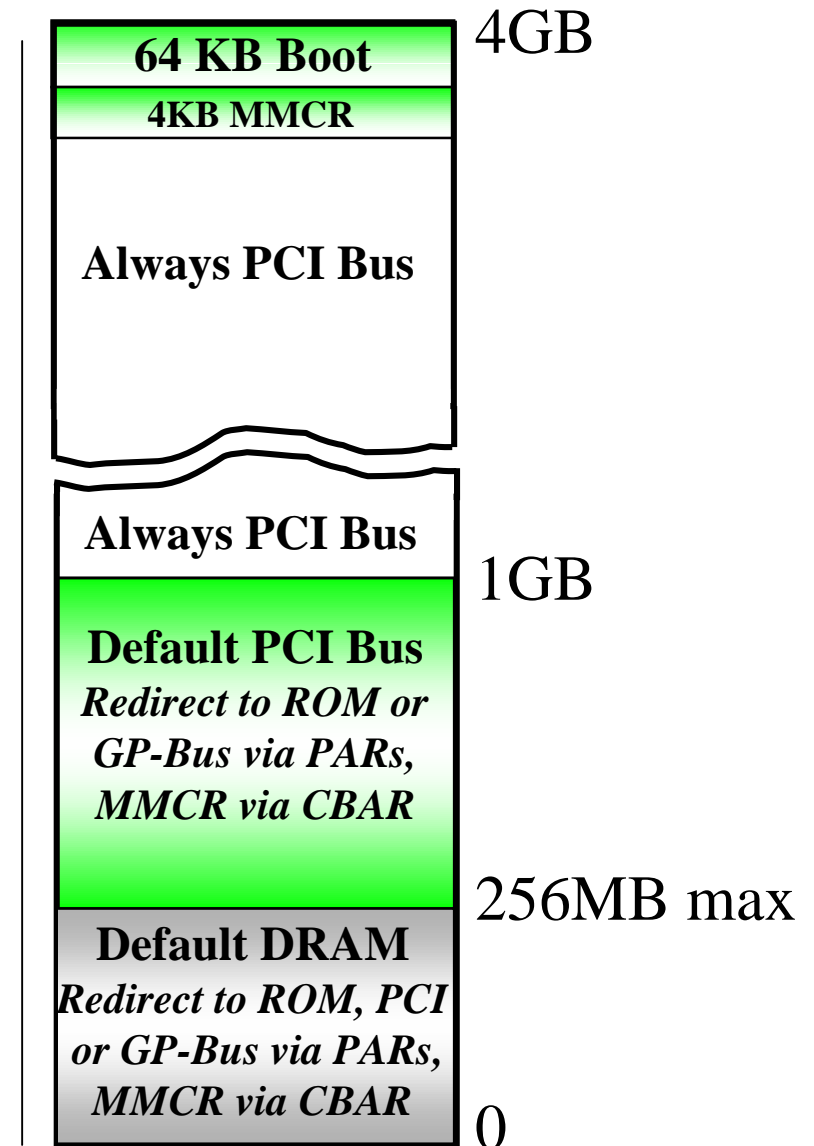 4GB
64 KB Boot
4KB MMCR
Always PCI Bus
Always PCI Bus
1GB
Default PCI Bus
Redirect to ROM or
GP-Bus via PARs,
MMCR via CBAR
256MB max
Default DRAM
Redirect to ROM, PCI
or GP-Bus via PARs,
MMCR via CBAR
0